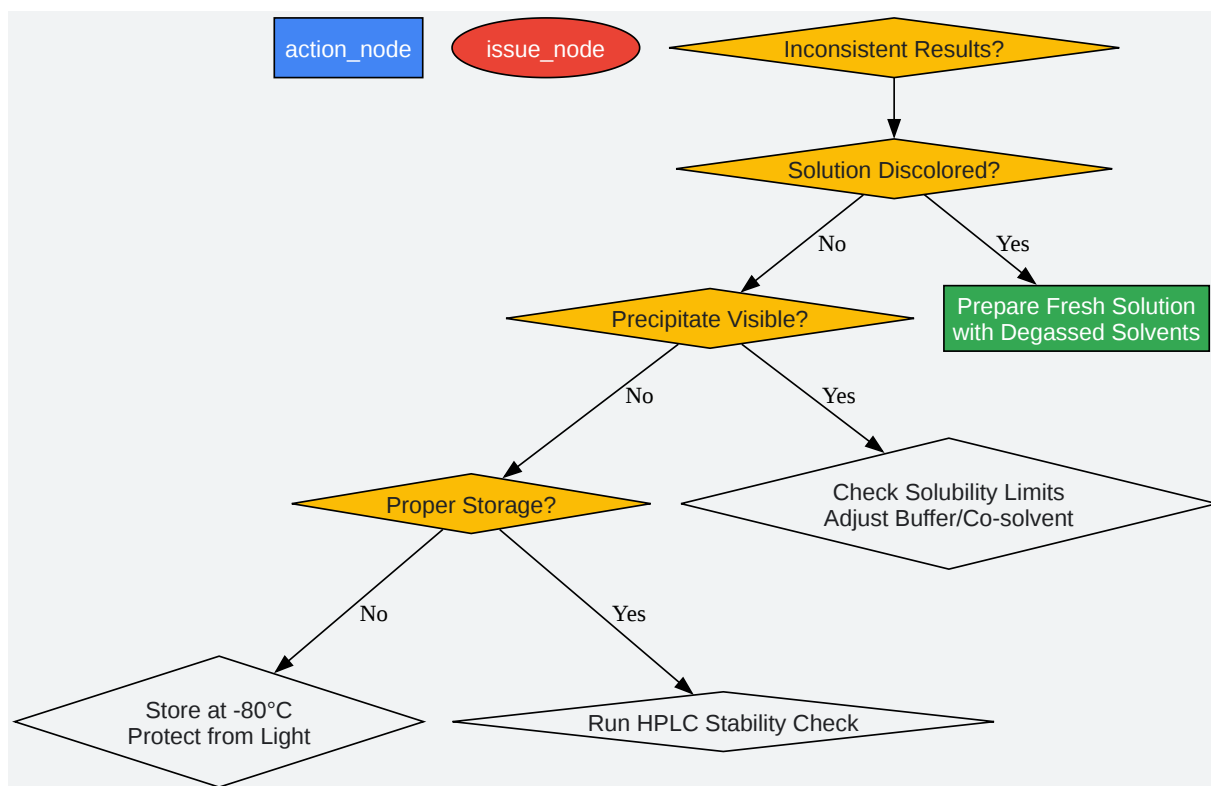 action_node
issue_node
Inconsistent Results?
Solution Discolored?
No
Yes
Precipitate Visible?
Prepare Fresh Solution
with Degassed Solvents
No
Yes
Proper Storage?
Check Solubility Limits
Adjust Buffer/Co-solvent
No
Yes
Store at -80°C
Protect from Light
Run HPLC Stability Check